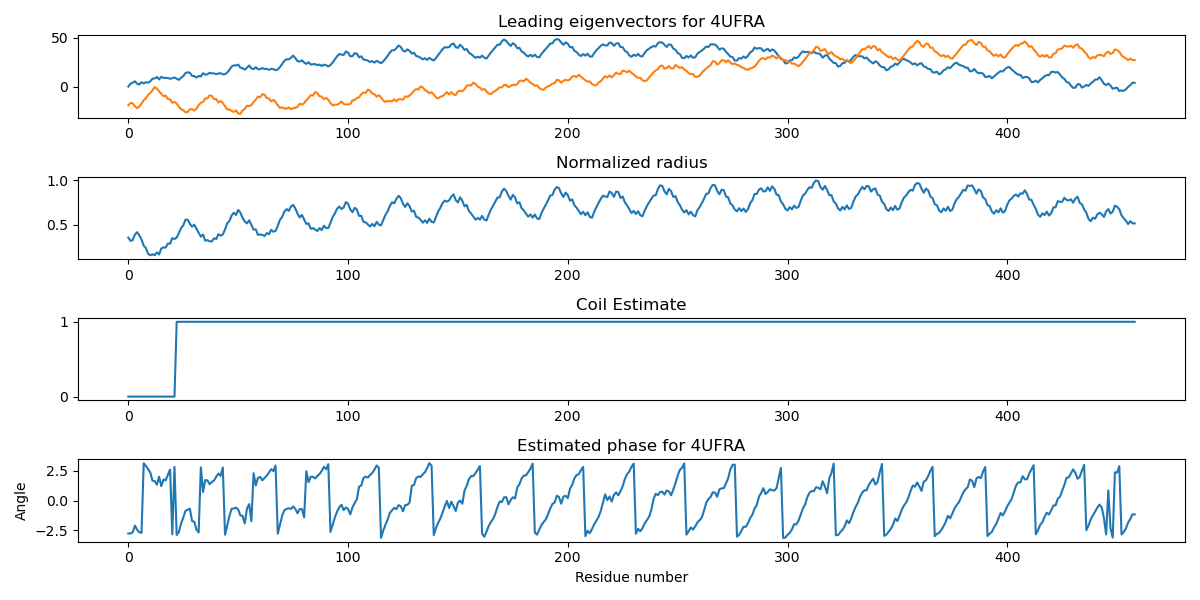 Leading eigenvectors for 4UFRA
50
0
0 100 200 300 400
Normalized radius
1.0
0.5
0 100 200 300 400
Coil Estimate
1
0
0 100 200 300 400
Estimated phase for 4UFRA
Angle
2.5
0.0
−2.5
0 100 200 300 400
Residue number